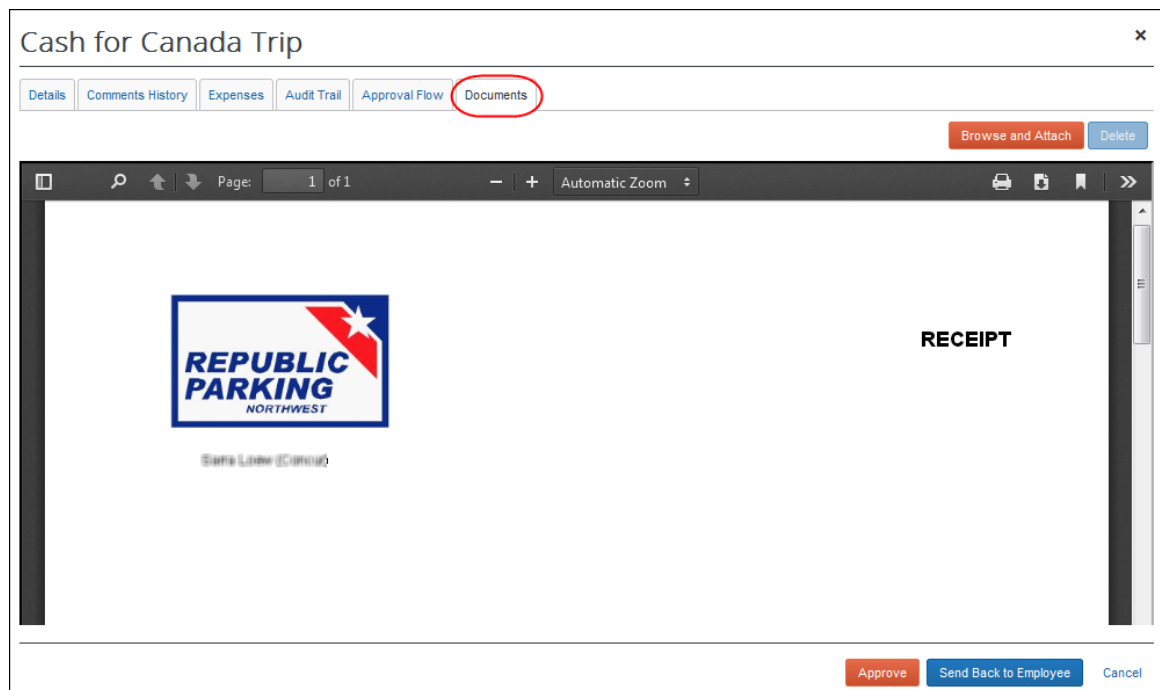 Cash for Canada Trip
Details Comments History Expenses Audit Trail Approval Flow Documents
Browse and Attach Delete
Page: 1 of 1 Automatic Zoom
REPUBLIC
PARKING
NORTHWEST
RECEIPT
Approve Send Back to Employee Cancel